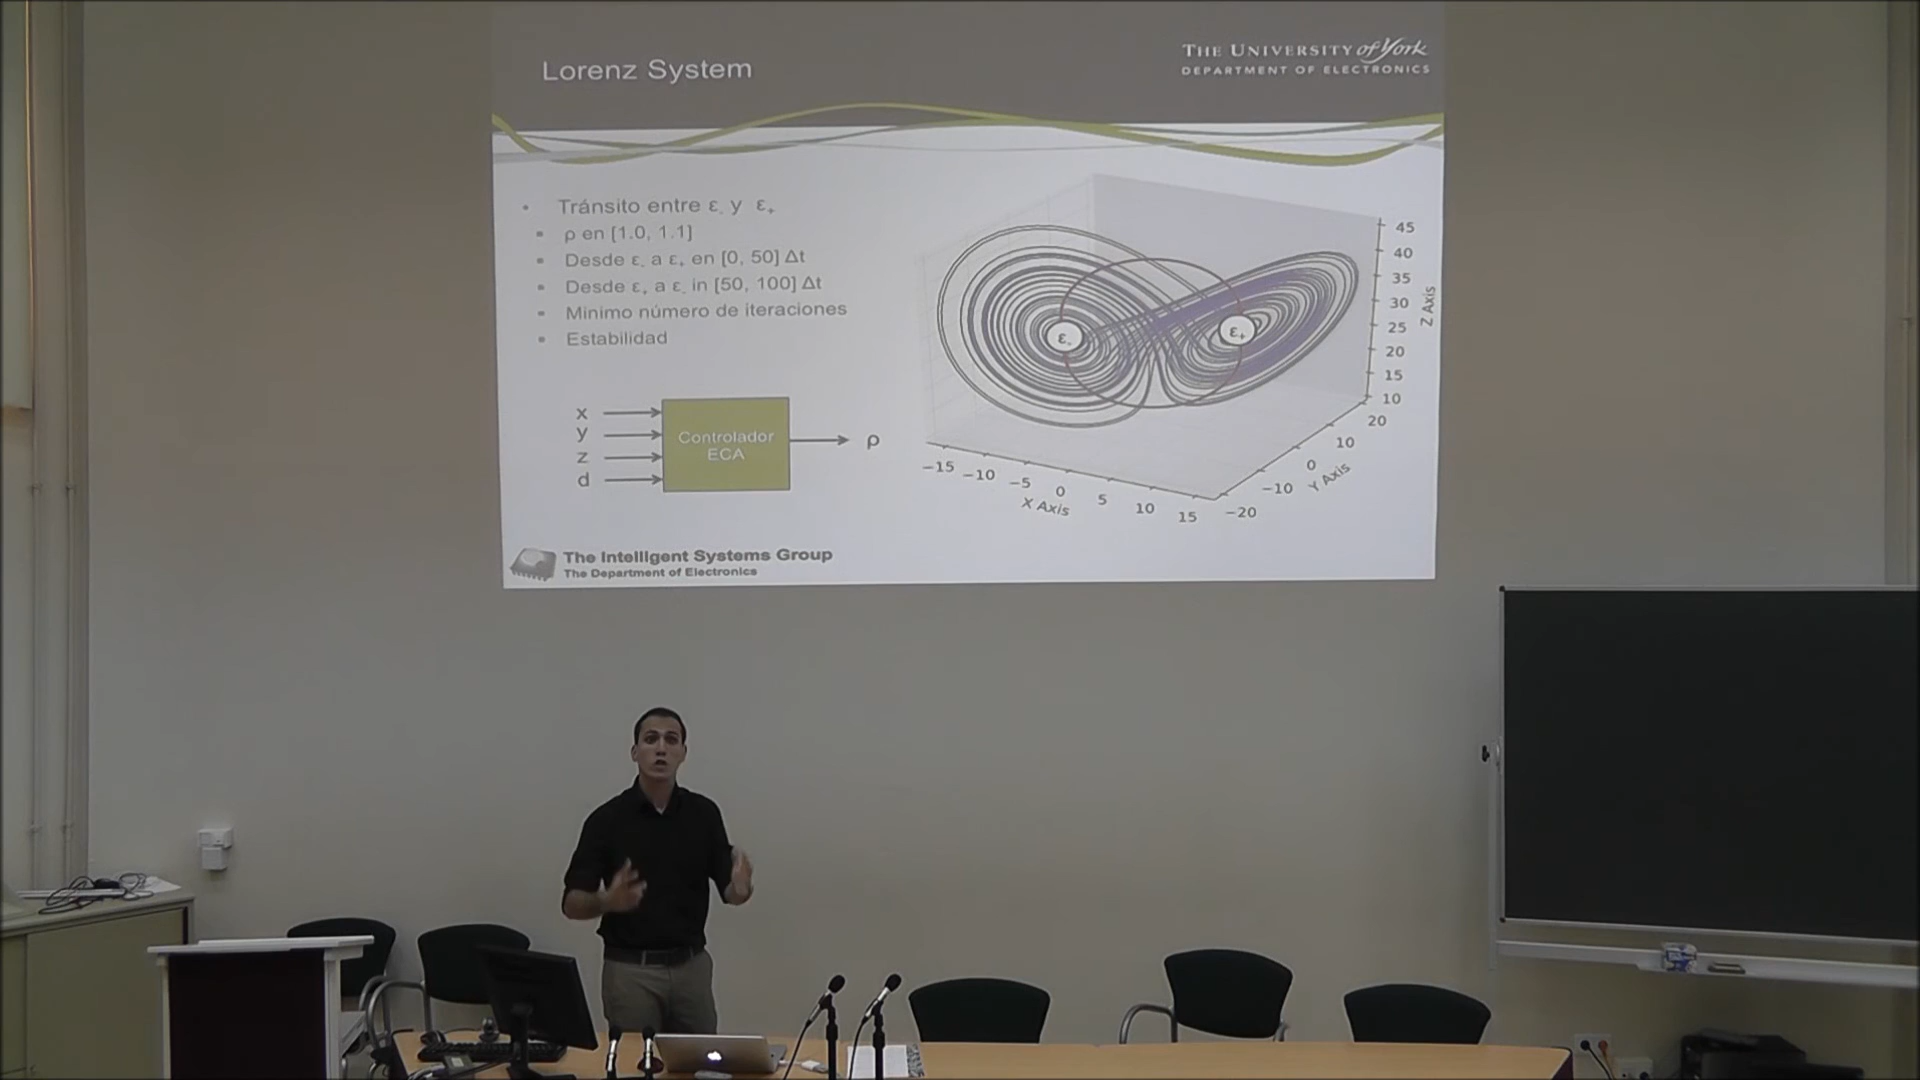 Lorenz System
THE UNIVERSITY of York
DEPARTMENT OF ELECTRONICS
• Tránsito entre ε₋ y ε₊
▪ ρ en [1.0, 1.1]
▪ Desde ε₋ a ε₊ en [0, 50] Δt
▪ Desde ε₊ a ε₋ in [50, 100] Δt
▪ Minimo número de iteraciones
▪ Estabilidad
x
y
z
d
Controlador
ECA
ρ
ε₋
ε₊
45
40
35
30
25
20
15
10
Z Axis
20
10
0
−10
−20
Y Axis
−15
−10
−5
0
5
10
15
X Axis
The Intelligent Systems Group
The Department of Electronics